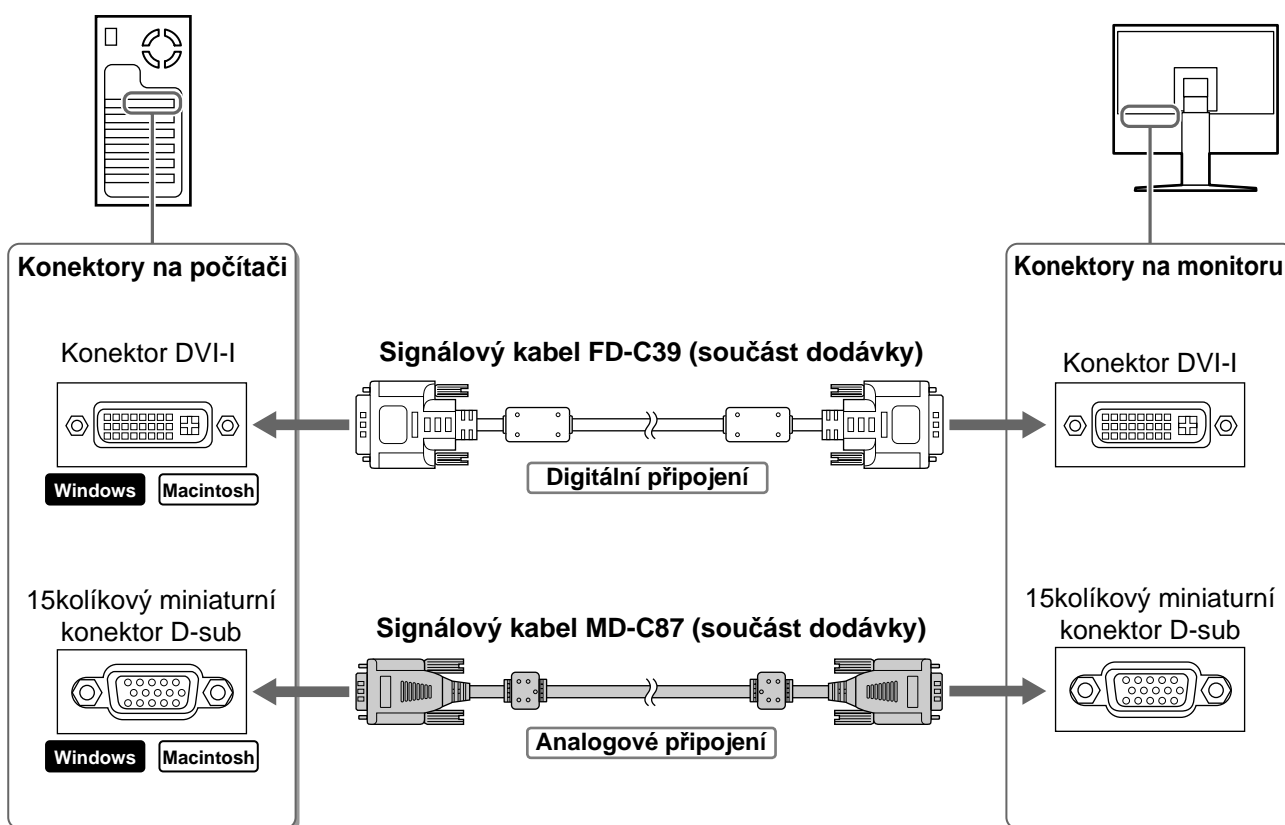 Konektory na počítači
Konektor DVI-I
Windows Macintosh
15kolíkový miniaturní
konektor D-sub
Windows Macintosh
Signálový kabel FD-C39 (součást dodávky)
Digitální připojení
Signálový kabel MD-C87 (součást dodávky)
Analogové připojení
Konektory na monitoru
Konektor DVI-I
15kolíkový miniaturní
konektor D-sub